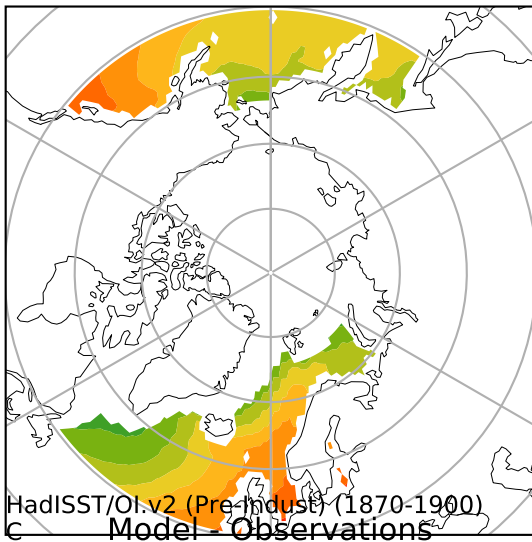 HadISST/OI.v2 (Pre-Indust) (1870-1900)
C
Model - Observations